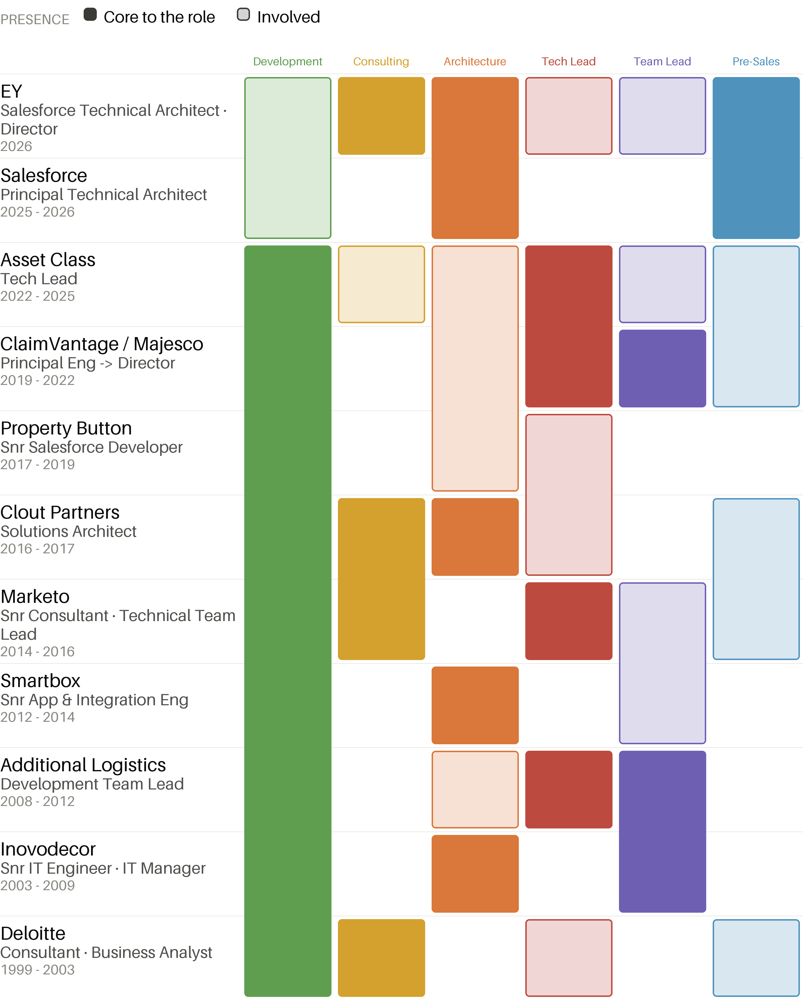 PRESENCE Core to the role Involved
Development Consulting Architecture Tech Lead Team Lead Pre-Sales
EY
Salesforce Technical Architect ·
Director
2026
Salesforce
Principal Technical Architect
2025 - 2026
Asset Class
Tech Lead
2022 - 2025
ClaimVantage / Majesco
Principal Eng -> Director
2019 - 2022
Property Button
Snr Salesforce Developer
2017 - 2019
Clout Partners
Solutions Architect
2016 - 2017
Marketo
Snr Consultant · Technical Team
Lead
2014 - 2016
Smartbox
Snr App & Integration Eng
2012 - 2014
Additional Logistics
Development Team Lead
2008 - 2012
Inovodecor
Snr IT Engineer · IT Manager
2003 - 2009
Deloitte
Consultant · Business Analyst
1999 - 2003